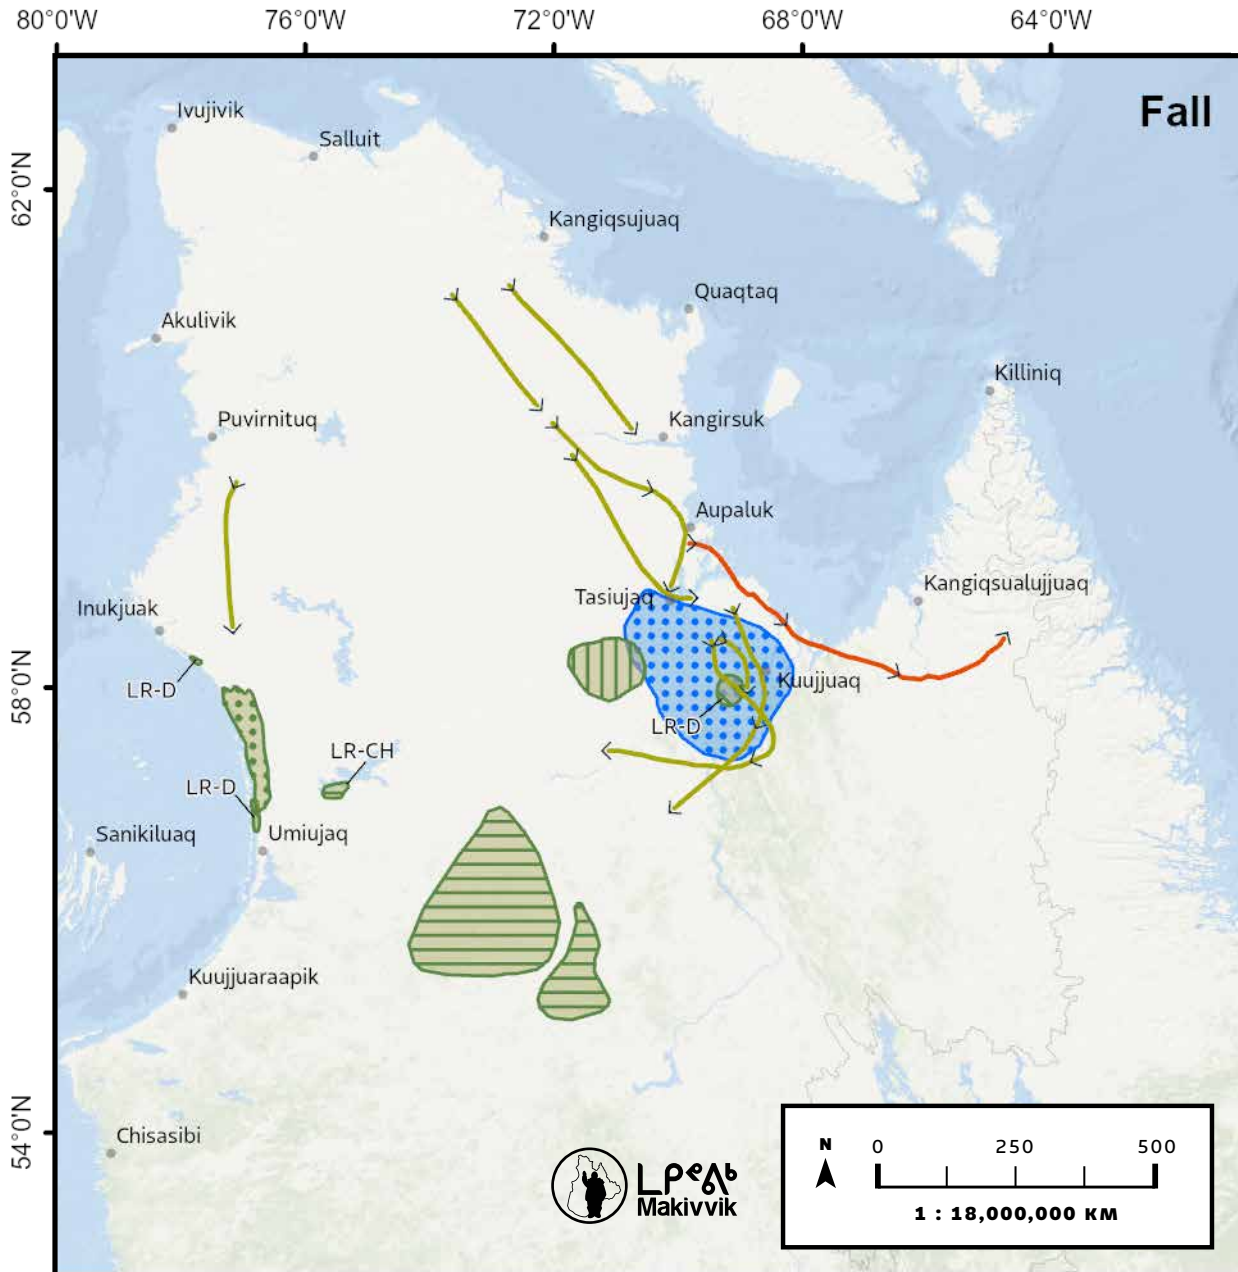 80°0'W 76°0'W 72°0'W 68°0'W 64°0'W
Fall
Ivujivik
Salluit
62°0'N
Kangiqsujuaq
Quaqtaq
Akulivik
Killiniq
Puvirnituq
Kangirsuk
Aupaluk
Kangiqsualujjuaq
Inukjuak
Tasiujaq
58°0'N
LR-D
Kuujjuaq
LR-D
LR-CH
LR-D
Sanikiluaq
Umiujaq
Kuujjuaraapik
54°0'N
Chisasibi
N
0 250 500
1 : 18,000,000 KM
ᒪᑭᕝᕕᒃ
Makivvik